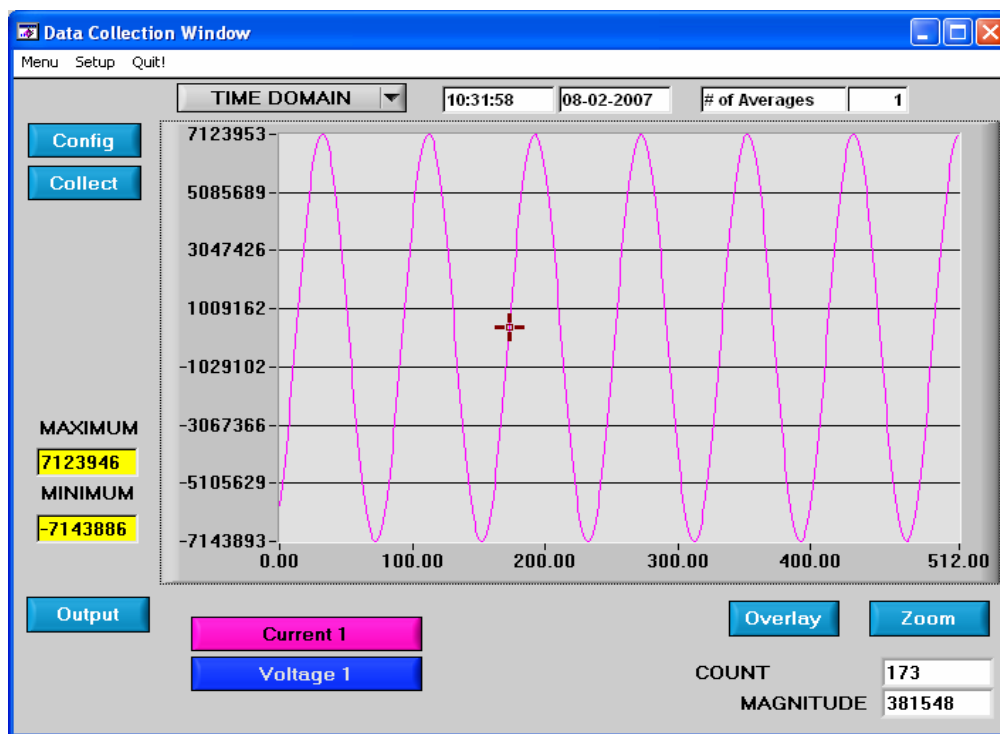 Data Collection Window
Menu Setup Quit!
TIME DOMAIN 10:31:58 08-02-2007 # of Averages 1
Config
Collect
7123953
5085689
3047426
1009162
-1029102
-3067366
-5105629
-7143893
MAXIMUM
7123946
MINIMUM
-7143886
0.00 100.00 200.00 300.00 400.00 512.00
Output
Current 1
Voltage 1
Overlay Zoom
COUNT 173
MAGNITUDE 381548